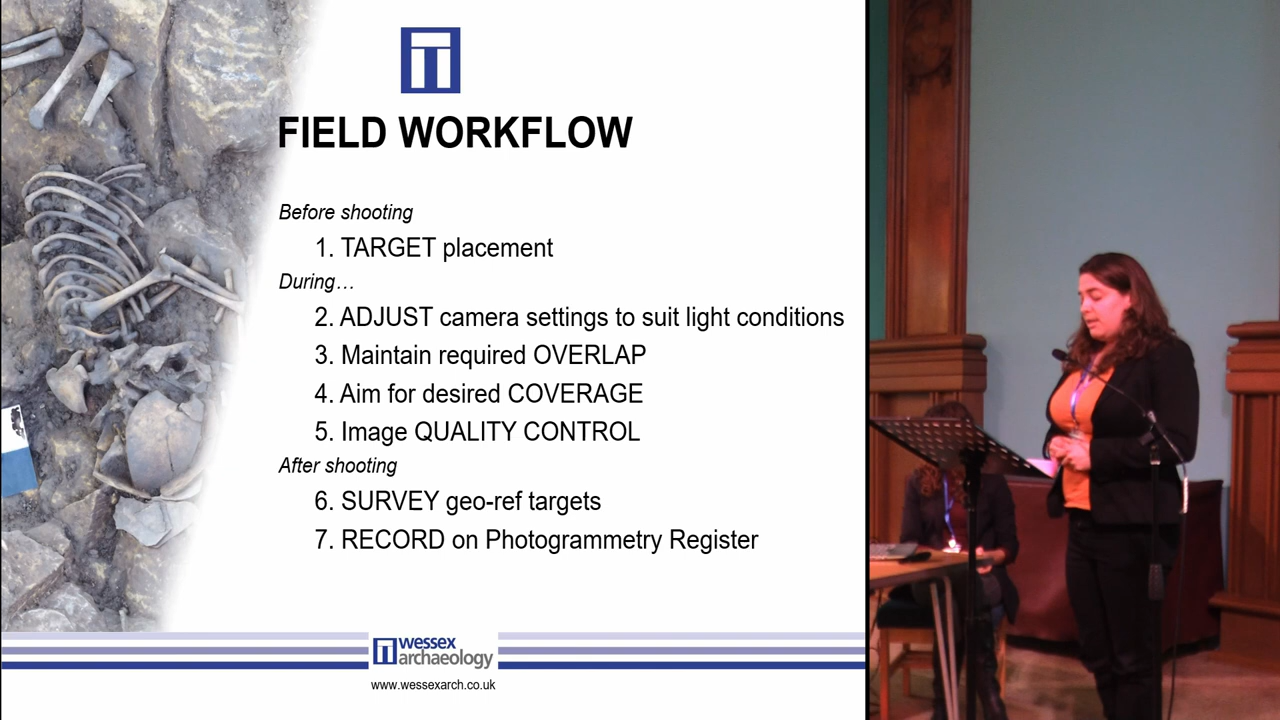 FIELD WORKFLOW
Before shooting
1. TARGET placement
During…
2. ADJUST camera settings to suit light conditions
3. Maintain required OVERLAP
4. Aim for desired COVERAGE
5. Image QUALITY CONTROL
After shooting
6. SURVEY geo-ref targets
7. RECORD on Photogrammetry Register
wessex
archaeology
www.wessexarch.co.uk